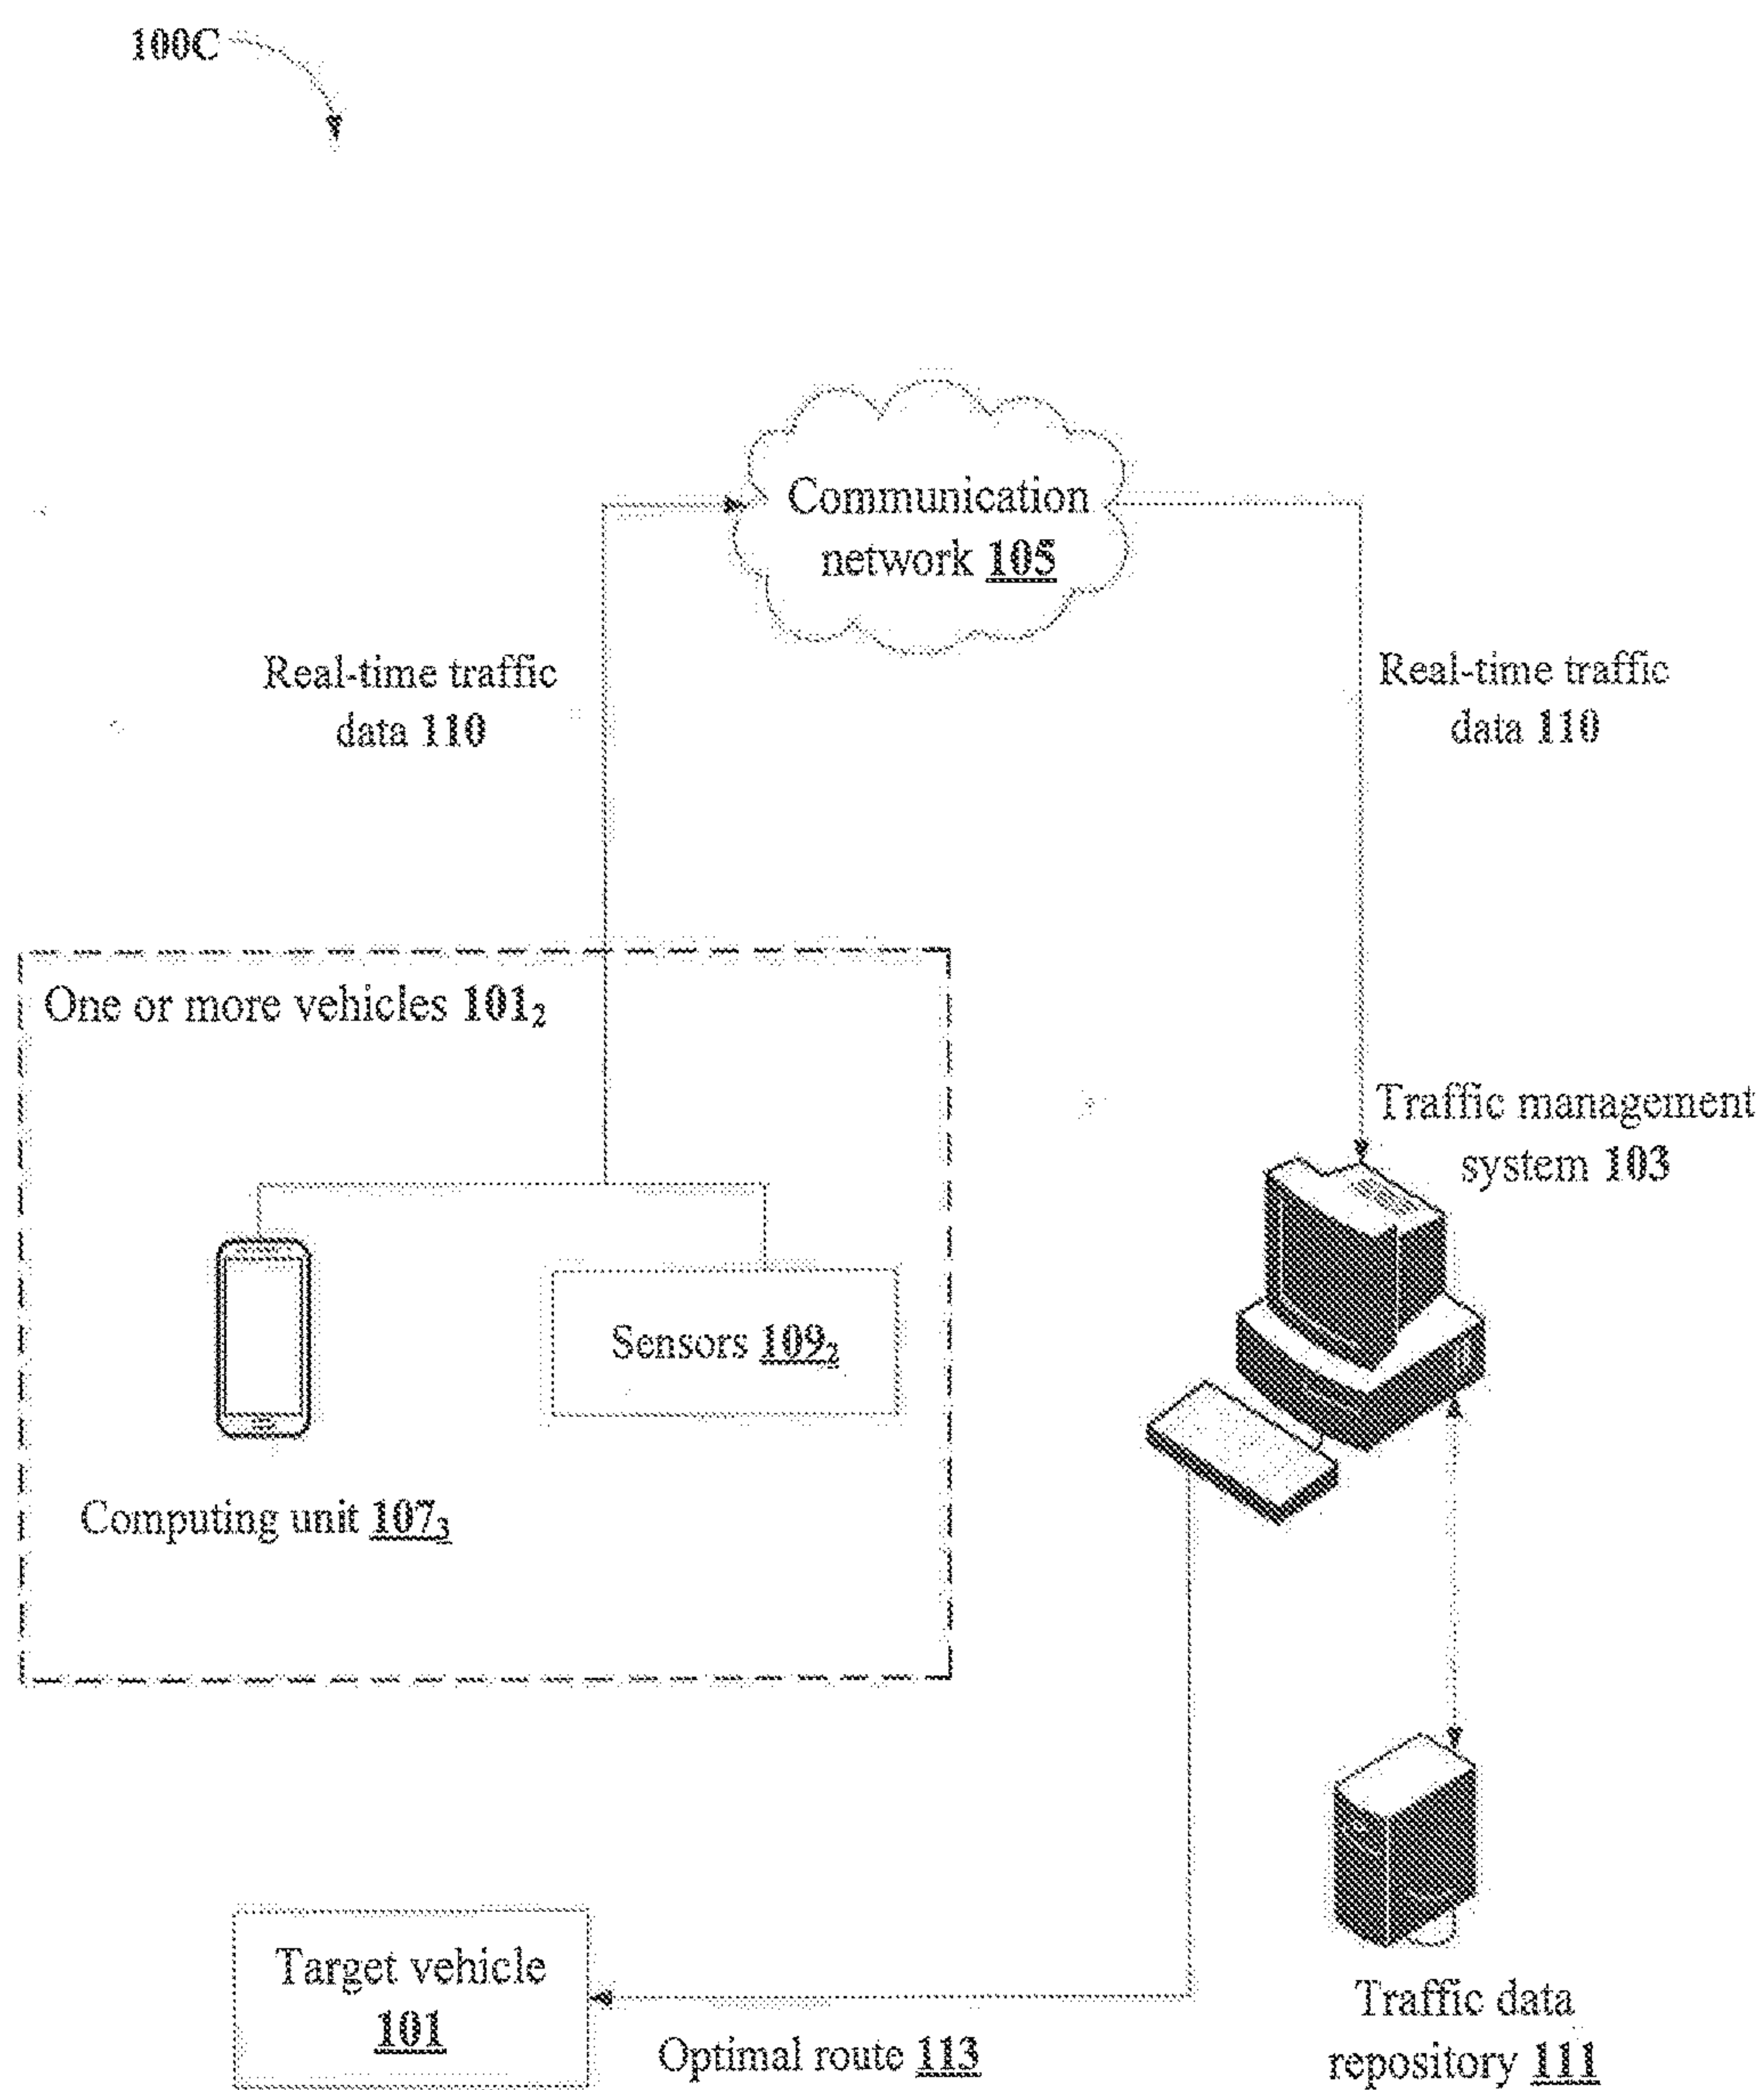 100C
Communication
network 105
Real-time traffic
data 110
Real-time traffic
data 110
One or more vehicles 101₂
Traffic management
system 103
Sensors 109₂
Computing unit 107₃
Target vehicle
101
Optimal route 113
Traffic data
repository 111